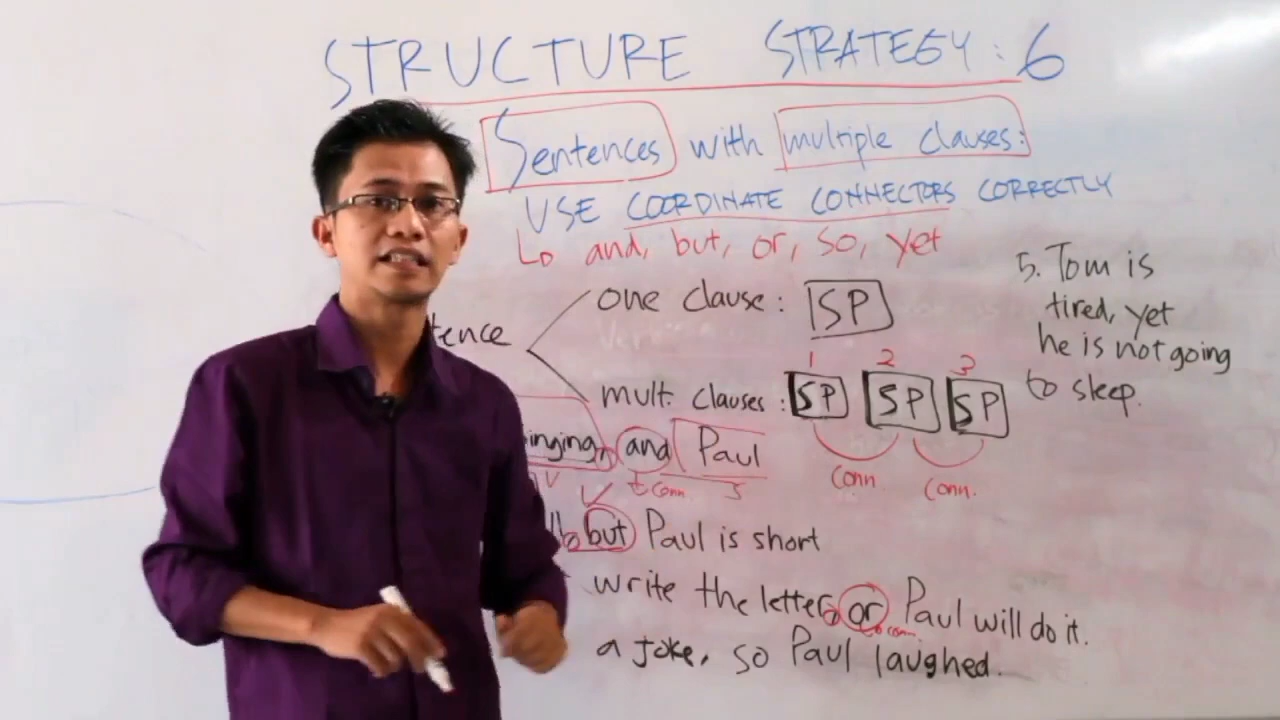 STRUCTURE STRATEGY: 6
Sentences with multiple clauses:
USE COORDINATE CONNECTORS CORRECTLY
and, but, or, so, yet
one clause: SP
tence
1 2 3
mult. clauses: SP SP SP
Conn. Conn.
inging, and Paul
V conn. S
but Paul is short
write the letter, or Paul will do it.
conn.
a joke, so Paul laughed.
5. Tom is
tired, yet
he is not going
to sleep.